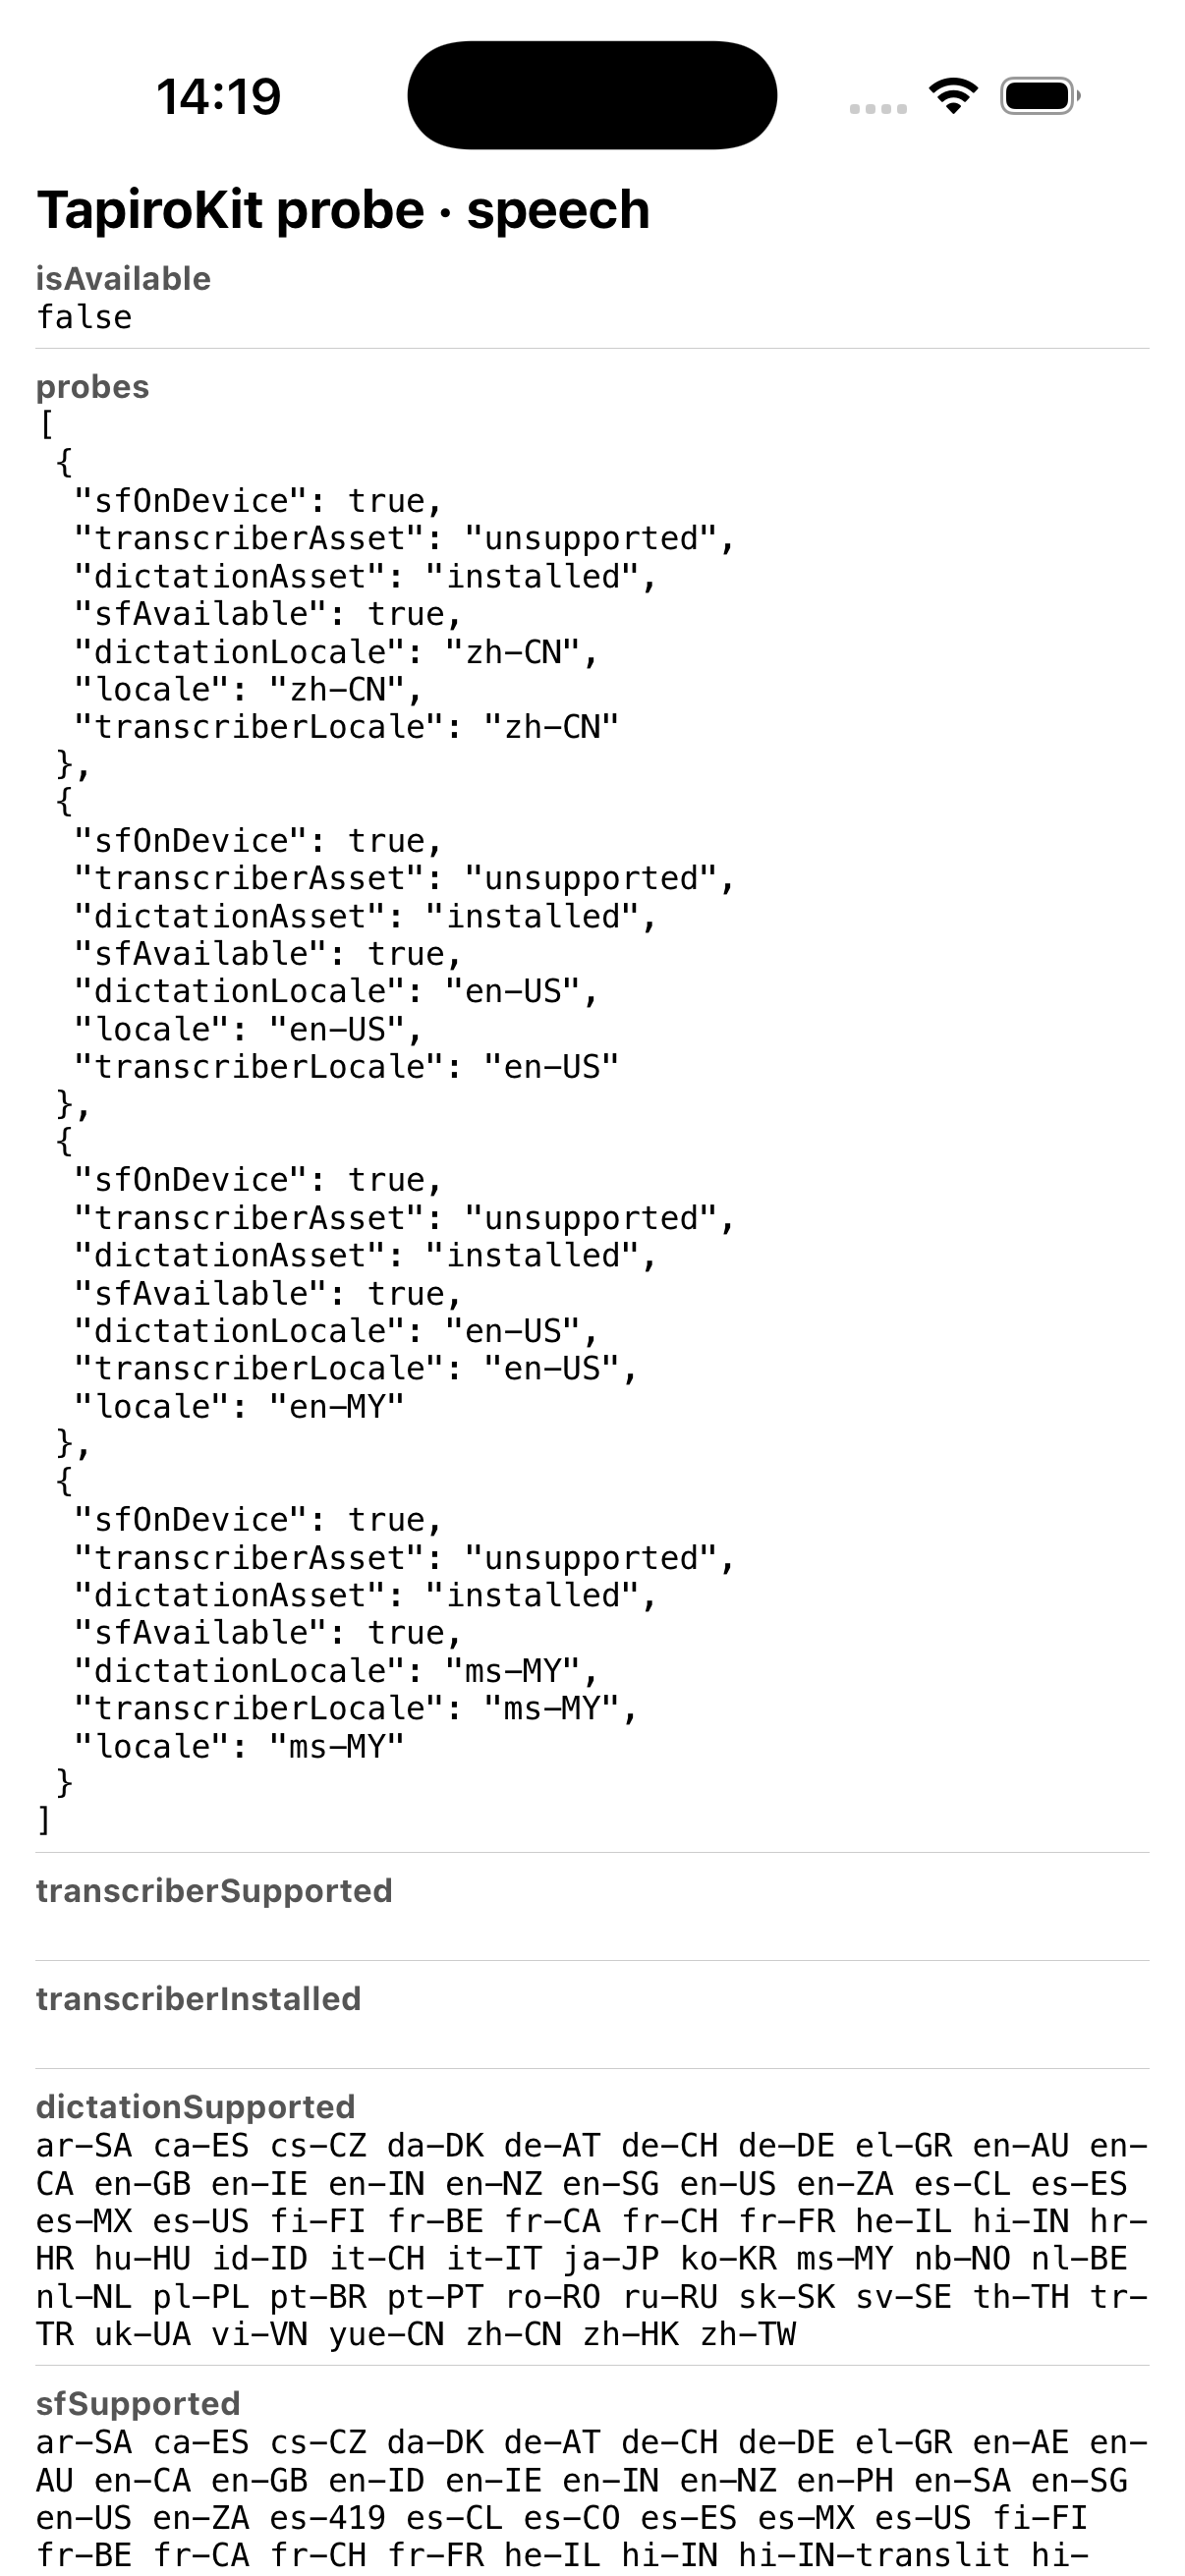 14:19
TapiroKit probe · speech
isAvailable
false
probes
[
 {
  "sfOnDevice": true,
  "transcriberAsset": "unsupported",
  "dictationAsset": "installed",
  "sfAvailable": true,
  "dictationLocale": "zh-CN",
  "locale": "zh-CN",
  "transcriberLocale": "zh-CN"
 },
 {
  "sfOnDevice": true,
  "transcriberAsset": "unsupported",
  "dictationAsset": "installed",
  "sfAvailable": true,
  "dictationLocale": "en-US",
  "locale": "en-US",
  "transcriberLocale": "en-US"
 },
 {
  "sfOnDevice": true,
  "transcriberAsset": "unsupported",
  "dictationAsset": "installed",
  "sfAvailable": true,
  "dictationLocale": "en-US",
  "transcriberLocale": "en-US",
  "locale": "en-MY"
 },
 {
  "sfOnDevice": true,
  "transcriberAsset": "unsupported",
  "dictationAsset": "installed",
  "sfAvailable": true,
  "dictationLocale": "ms-MY",
  "transcriberLocale": "ms-MY",
  "locale": "ms-MY"
 }
]
transcriberSupported
transcriberInstalled
dictationSupported
ar-SA ca-ES cs-CZ da-DK de-AT de-CH de-DE el-GR en-AU en-
CA en-GB en-IE en-IN en-NZ en-SG en-US en-ZA es-CL es-ES
es-MX es-US fi-FI fr-BE fr-CA fr-CH fr-FR he-IL hi-IN hr-
HR hu-HU id-ID it-CH it-IT ja-JP ko-KR ms-MY nb-NO nl-BE
nl-NL pl-PL pt-BR pt-PT ro-RO ru-RU sk-SK sv-SE th-TH tr-
TR uk-UA vi-VN yue-CN zh-CN zh-HK zh-TW
sfSupported
ar-SA ca-ES cs-CZ da-DK de-AT de-CH de-DE el-GR en-AE en-
AU en-CA en-GB en-ID en-IE en-IN en-NZ en-PH en-SA en-SG
en-US en-ZA es-419 es-CL es-CO es-ES es-MX es-US fi-FI
fr-BE fr-CA fr-CH fr-FR he-IL hi-IN hi-IN-translit hi-